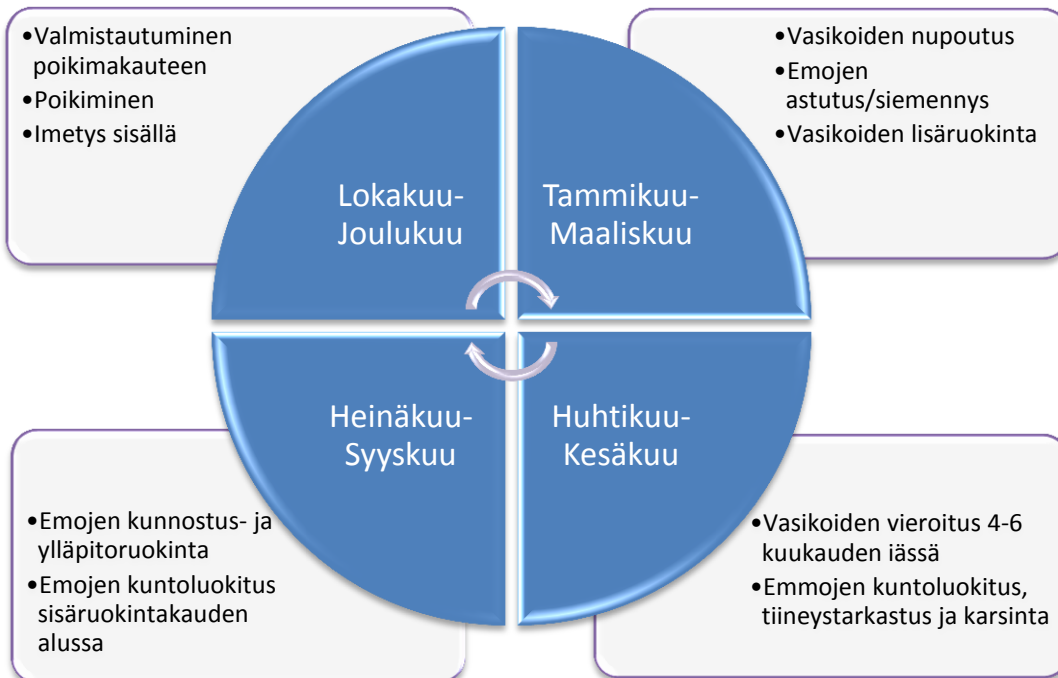 •Valmistautuminen
poikimakauteen
•Poikiminen
•Imetys sisällä
•Vasikoiden nupoutus
•Emojen
astutus/siemennys
•Vasikoiden lisäruokinta
Lokakuu-
Joulukuu
Tammikuu-
Maaliskuu
Heinäkuu-
Syyskuu
Huhtikuu-
Kesäkuu
•Emojen kunnostus- ja
ylläpitoruokinta
•Emojen kuntoluokitus
sisäruokintakauden
alussa
•Vasikoiden vieroitus 4-6
kuukauden iässä
•Emmojen kuntoluokitus,
tiineystarkastus ja karsinta